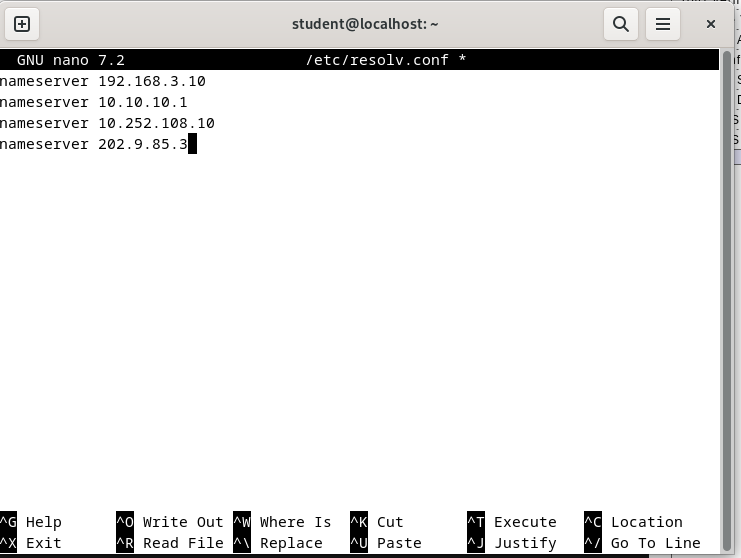 student@localhost: ~
GNU nano 7.2 /etc/resolv.conf *
nameserver 192.168.3.10
nameserver 10.10.10.1
nameserver 10.252.108.10
nameserver 202.9.85.3
^G Help ^O Write Out ^W Where Is ^K Cut ^T Execute ^C Location
^X Exit ^R Read File ^\ Replace ^U Paste ^J Justify ^/ Go To Line